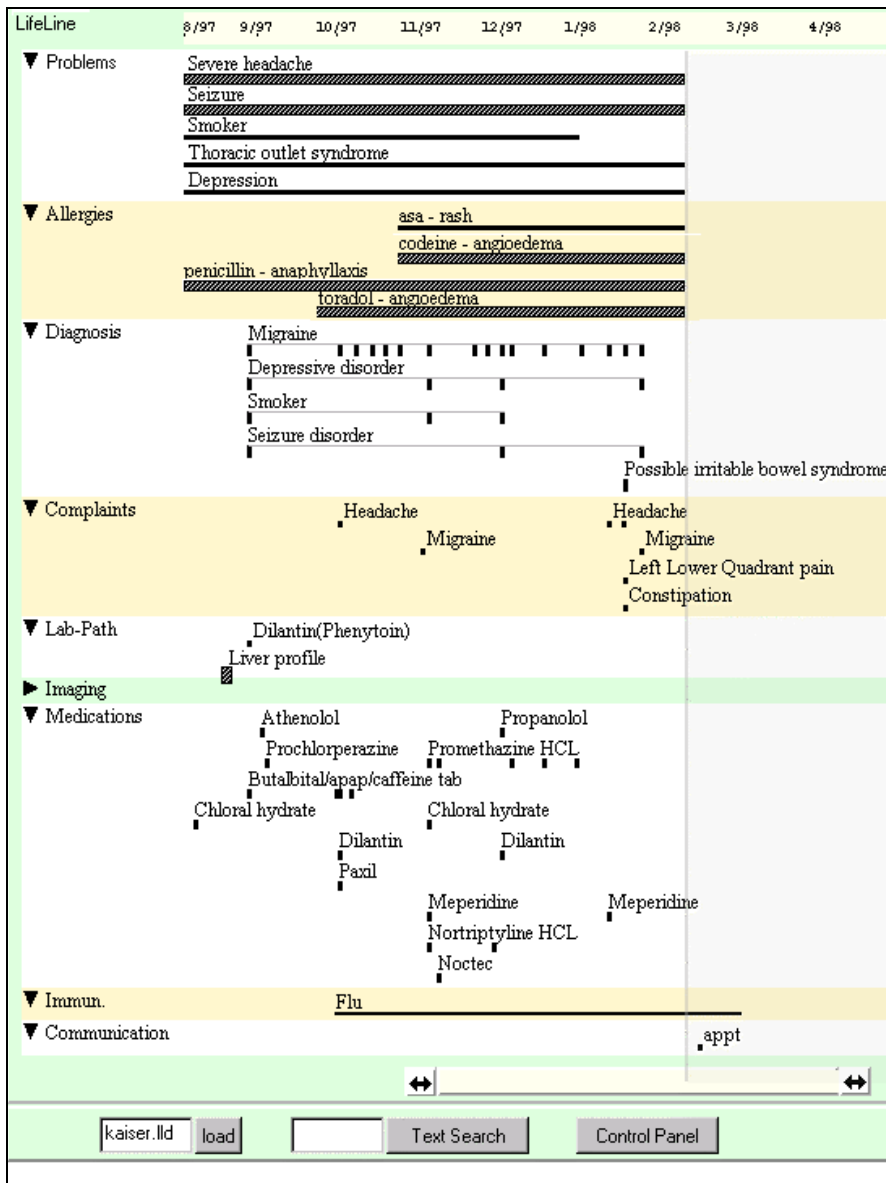 LifeLine 8/97 9/97 10/97 11/97 12/97 1/98 2/98 3/98 4/98
Problems Severe headache
Seizure
Smoker
Thoracic outlet syndrome
Depression
Allergies asa - rash
codeine - angioedema
penicillin - anaphyllaxis
toradol - angioedema
Diagnosis Migraine
Depressive disorder
Smoker
Seizure disorder
Possible irritable bowel syndrome
Complaints Headache Headache
Migraine Migraine
Left Lower Quadrant pain
Constipation
Lab-Path Dilantin(Phenytoin)
Liver profile
Imaging
Medications Athenolol Propanolol
Prochlorperazine Promethazine HCL
Butalbital/apap/caffeine tab
Chloral hydrate Chloral hydrate
Dilantin Dilantin
Paxil
Meperidine Meperidine
Nortriptyline HCL
Noctec
Immun. Flu
Communication appt
kaiser.lld load Text Search Control Panel